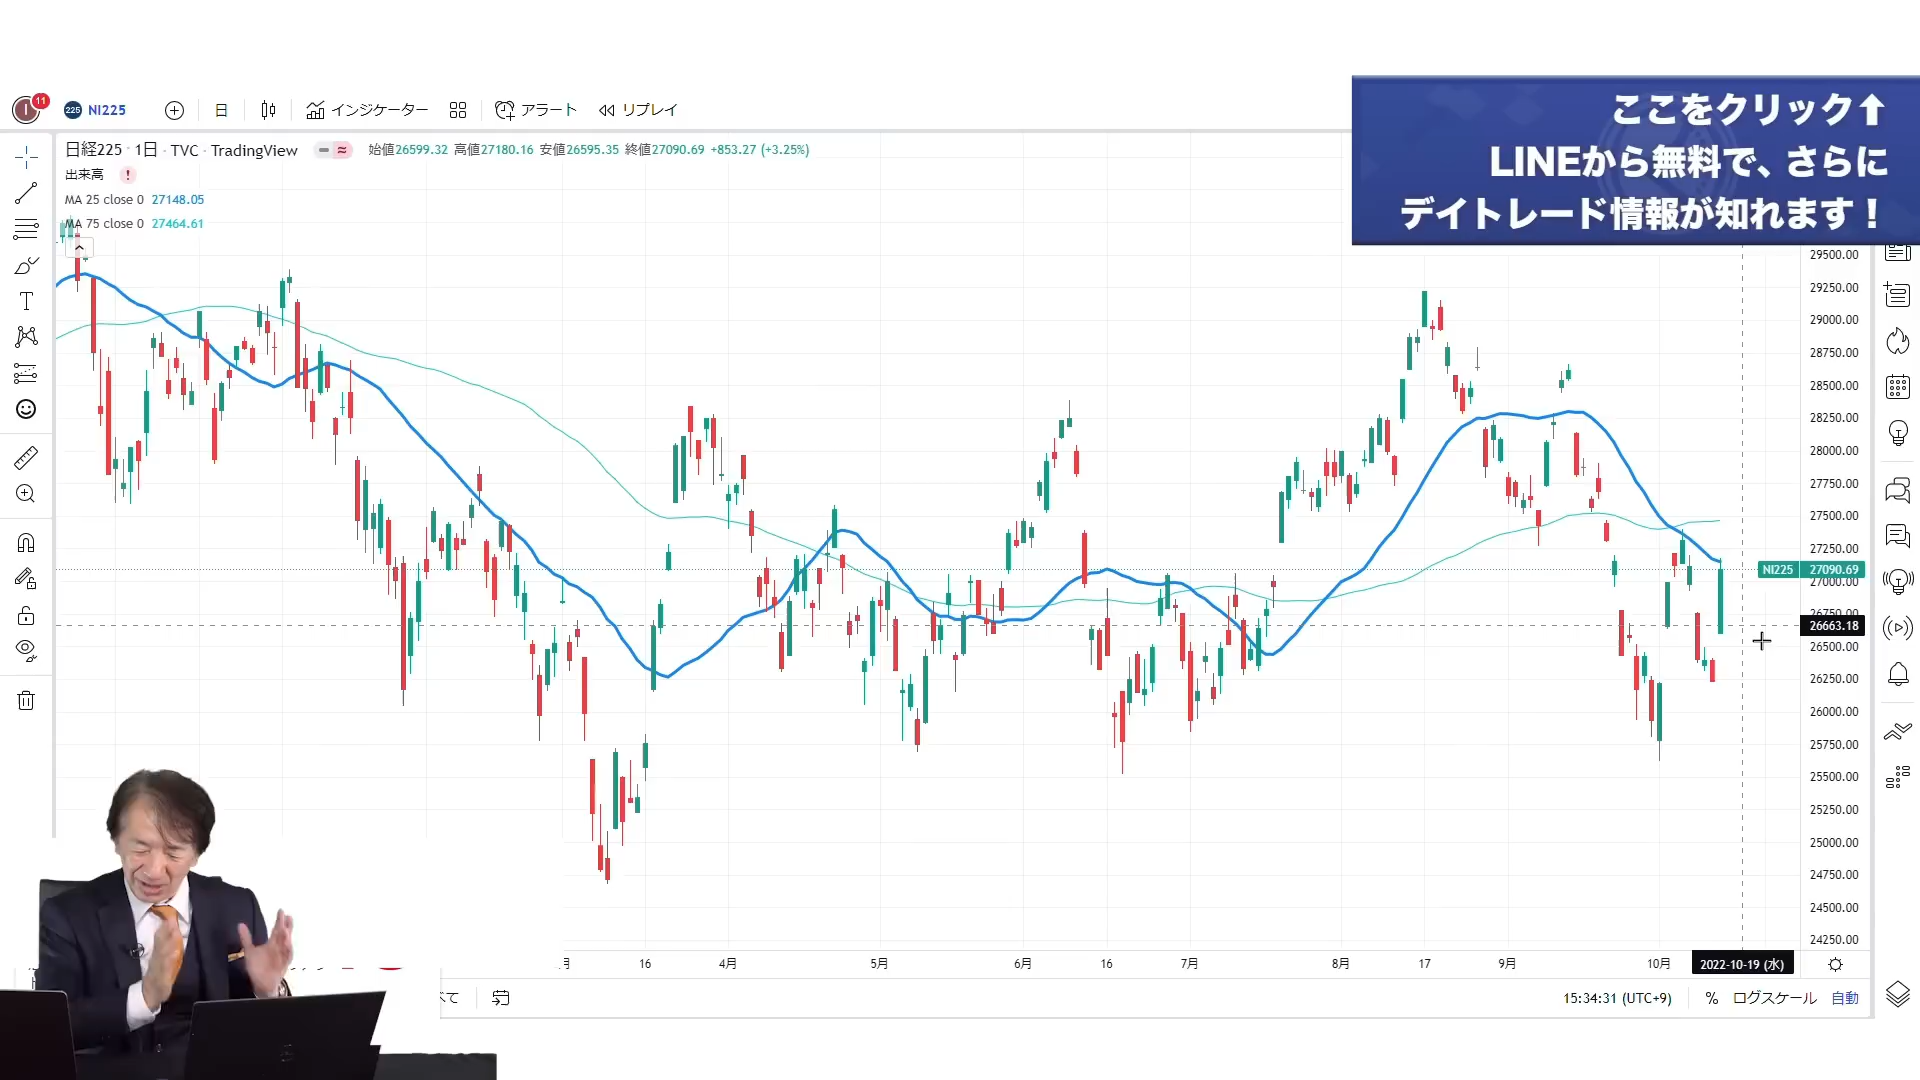 11
225 NI225
日
インジケーター
アラート
リプレイ
ここをクリック⬆
LINEから無料で、さらに
デイトレード情報が知れます！
日経225 · 1日 · TVC · TradingView
始値26599.32 高値27180.16 安値26595.35 終値27090.69 +853.27 (+3.25%)
出来高
MA 25 close 0 27148.05
MA 75 close 0 27464.61
29500.00
29250.00
29000.00
28750.00
28500.00
28250.00
28000.00
27750.00
27500.00
27250.00
NI225 27090.69
27000.00
26750.00
26663.18
26500.00
26250.00
26000.00
25750.00
25500.00
25250.00
25000.00
24750.00
24500.00
24250.00
月 16 4月 5月 6月 16 7月 8月 17 9月 10月 2022-10-19 (水)
15:34:31 (UTC+9) % ログスケール 自動